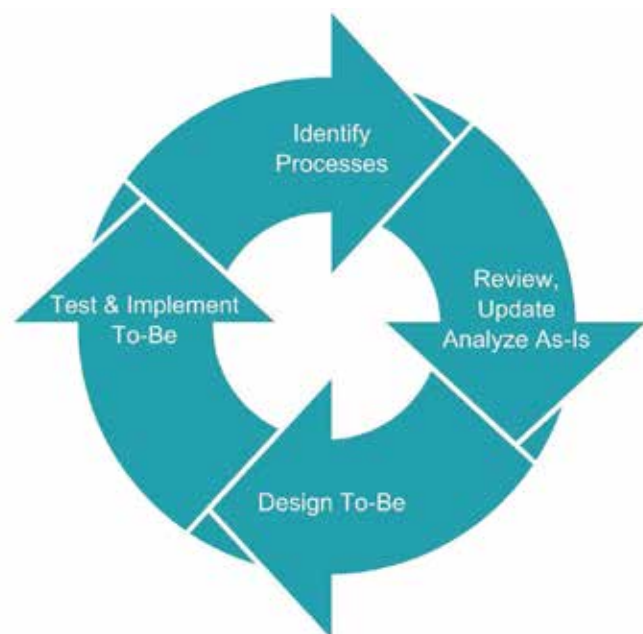 Identify
Processes
Review,
Update
Analyze As-Is
Design To-Be
Test & Implement
To-Be